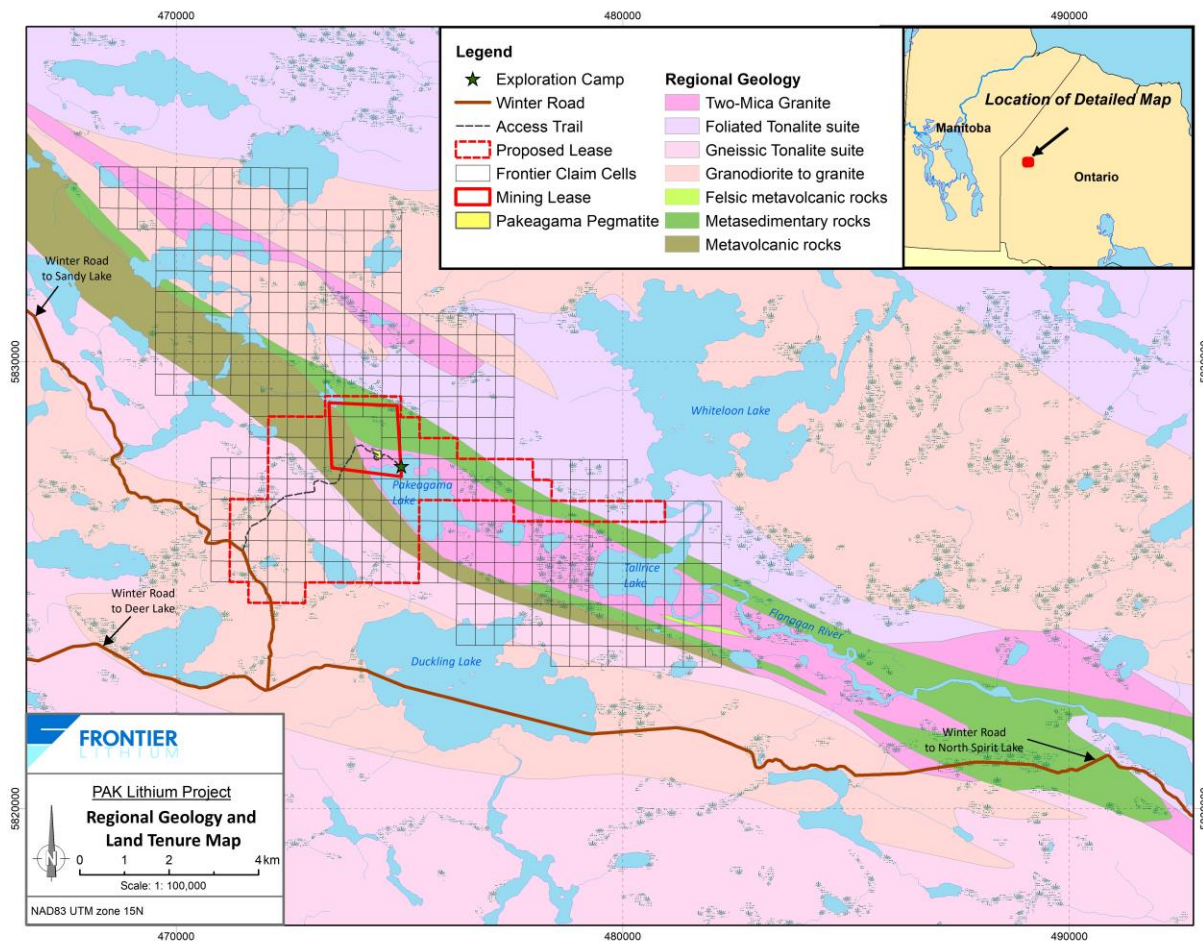 470000
480000
490000
Legend
Exploration Camp
Winter Road
Access Trail
Proposed Lease
Frontier Claim Cells
Mining Lease
Pakeagama Pegmatite
Regional Geology
Two-Mica Granite
Foliated Tonalite suite
Gneissic Tonalite suite
Granodiorite to granite
Felsic metavolcanic rocks
Metasedimentary rocks
Metavolcanic rocks
Location of Detailed Map
Manitoba
Ontario
Winter Road
to Sandy Lake
5830000
5830000
Whiteloon Lake
Pakeagama
Lake
Tallrice
Lake
Winter Road
to Deer Lake
Flanagan River
Duckling Lake
Winter Road
to North Spirit Lake
FRONTIER
LITHIUM
PAK Lithium Project
Regional Geology and
Land Tenure Map
N
0 1 2 4 km
Scale: 1: 100,000
NAD83 UTM zone 15N
5820000
5820000
470000
480000
490000